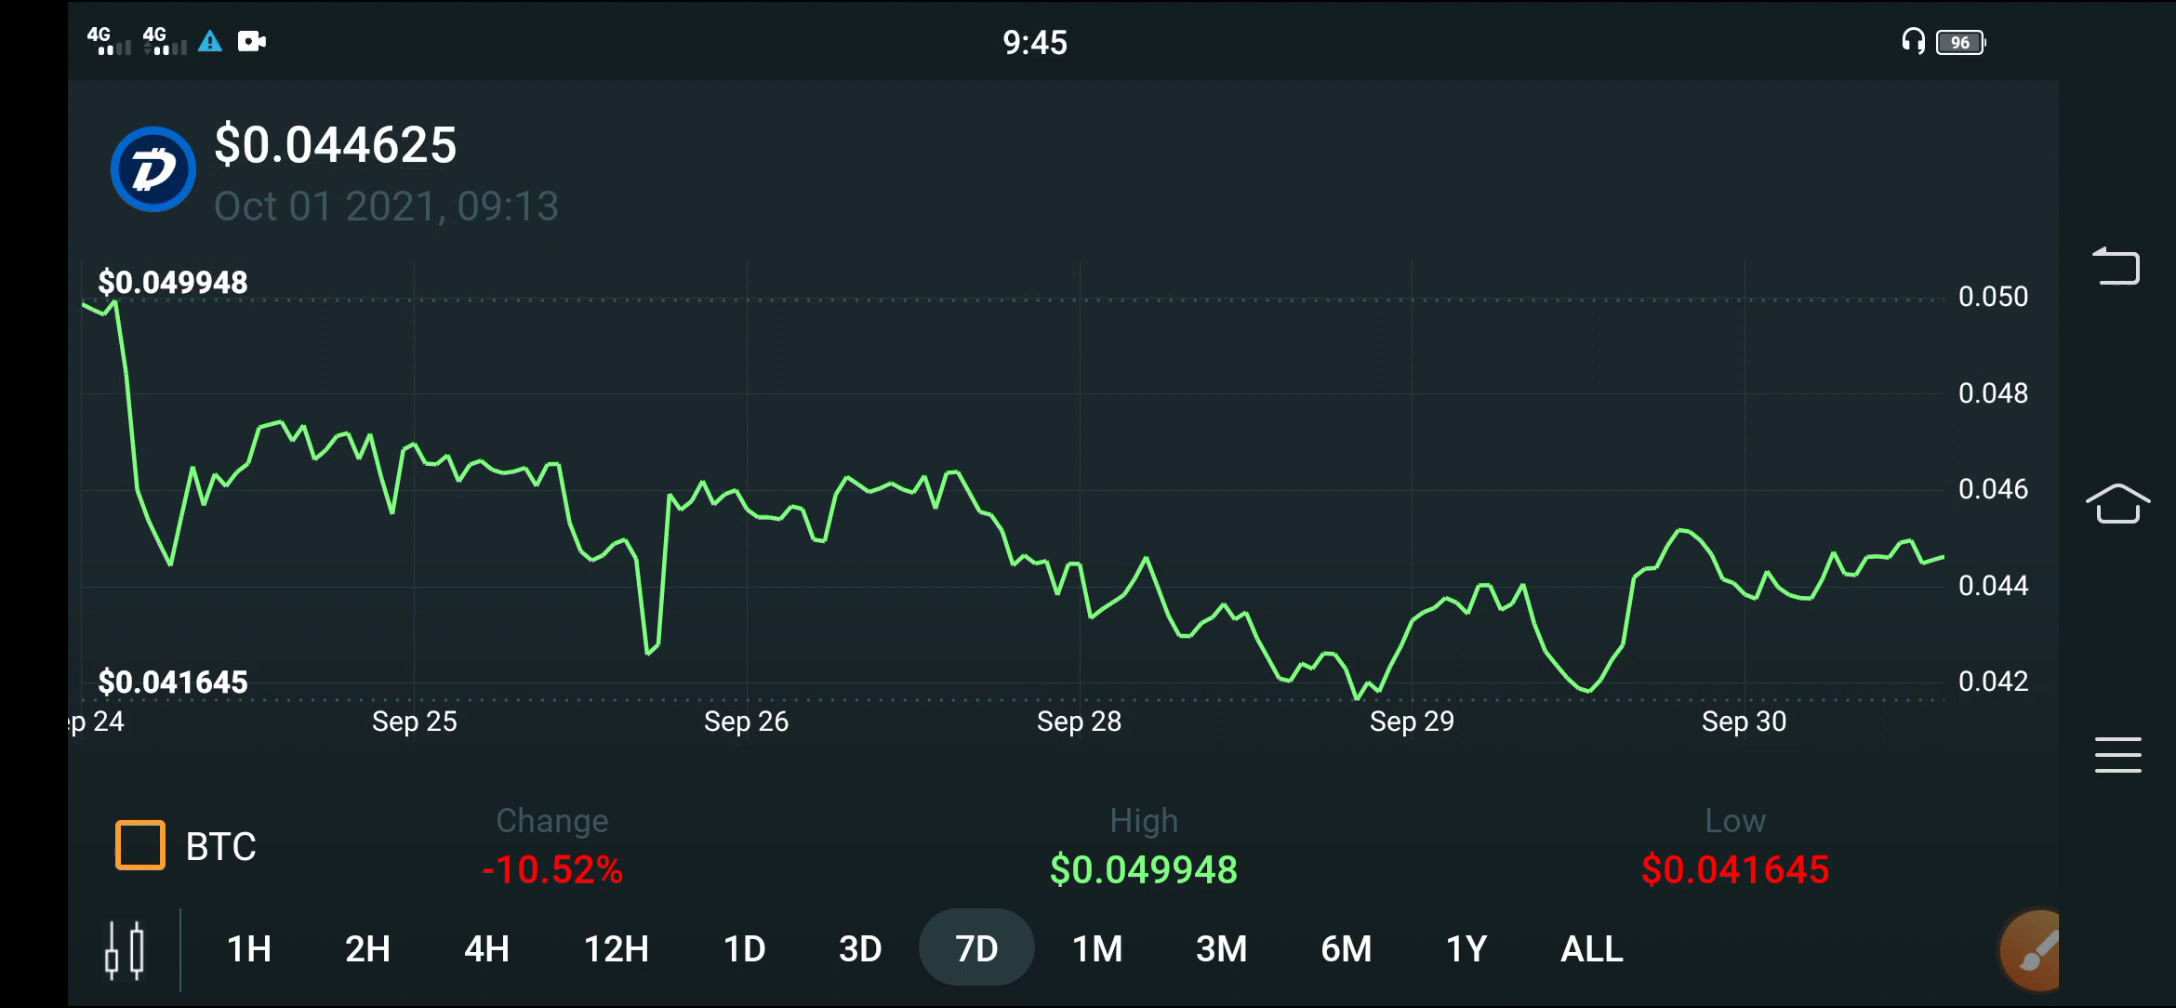 4G 4G 9:45 96
$0.044625
Oct 01 2021, 09:13
$0.049948
0.050
0.048
0.046
0.044
$0.041645
0.042
ep 24 Sep 25 Sep 26 Sep 28 Sep 29 Sep 30
Change High Low
BTC -10.52% $0.049948 $0.041645
1H 2H 4H 12H 1D 3D 7D 1M 3M 6M 1Y ALL